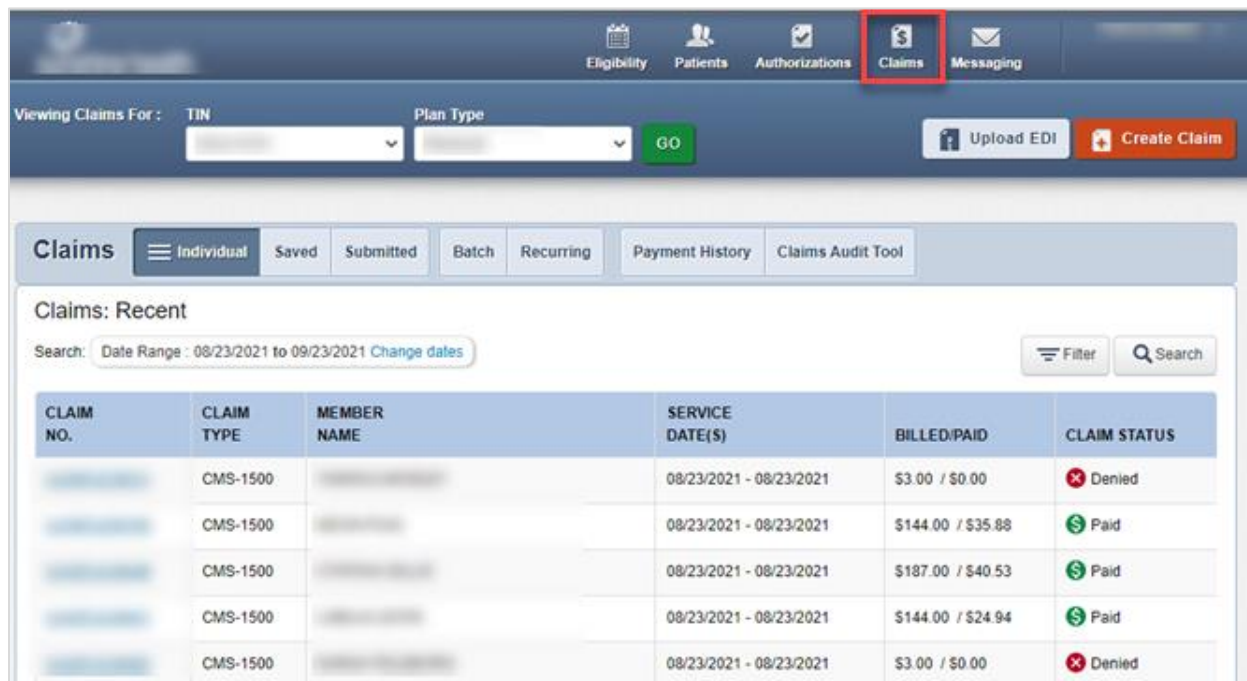 Eligibility Patients Authorizations Claims Messaging
Viewing Claims For : TIN Plan Type
GO Upload EDI Create Claim
Claims Individual Saved Submitted Batch Recurring Payment History Claims Audit Tool
Claims: Recent
Search: Date Range : 08/23/2021 to 09/23/2021 Change dates Filter Search
CLAIM NO. CLAIM TYPE MEMBER NAME SERVICE DATE(S) BILLED/PAID CLAIM STATUS
CMS-1500 08/23/2021 - 08/23/2021 $3.00 / $0.00 Denied
CMS-1500 08/23/2021 - 08/23/2021 $144.00 / $35.88 Paid
CMS-1500 08/23/2021 - 08/23/2021 $187.00 / $40.53 Paid
CMS-1500 08/23/2021 - 08/23/2021 $144.00 / $24.94 Paid
CMS-1500 08/23/2021 - 08/23/2021 $3.00 / $0.00 Denied